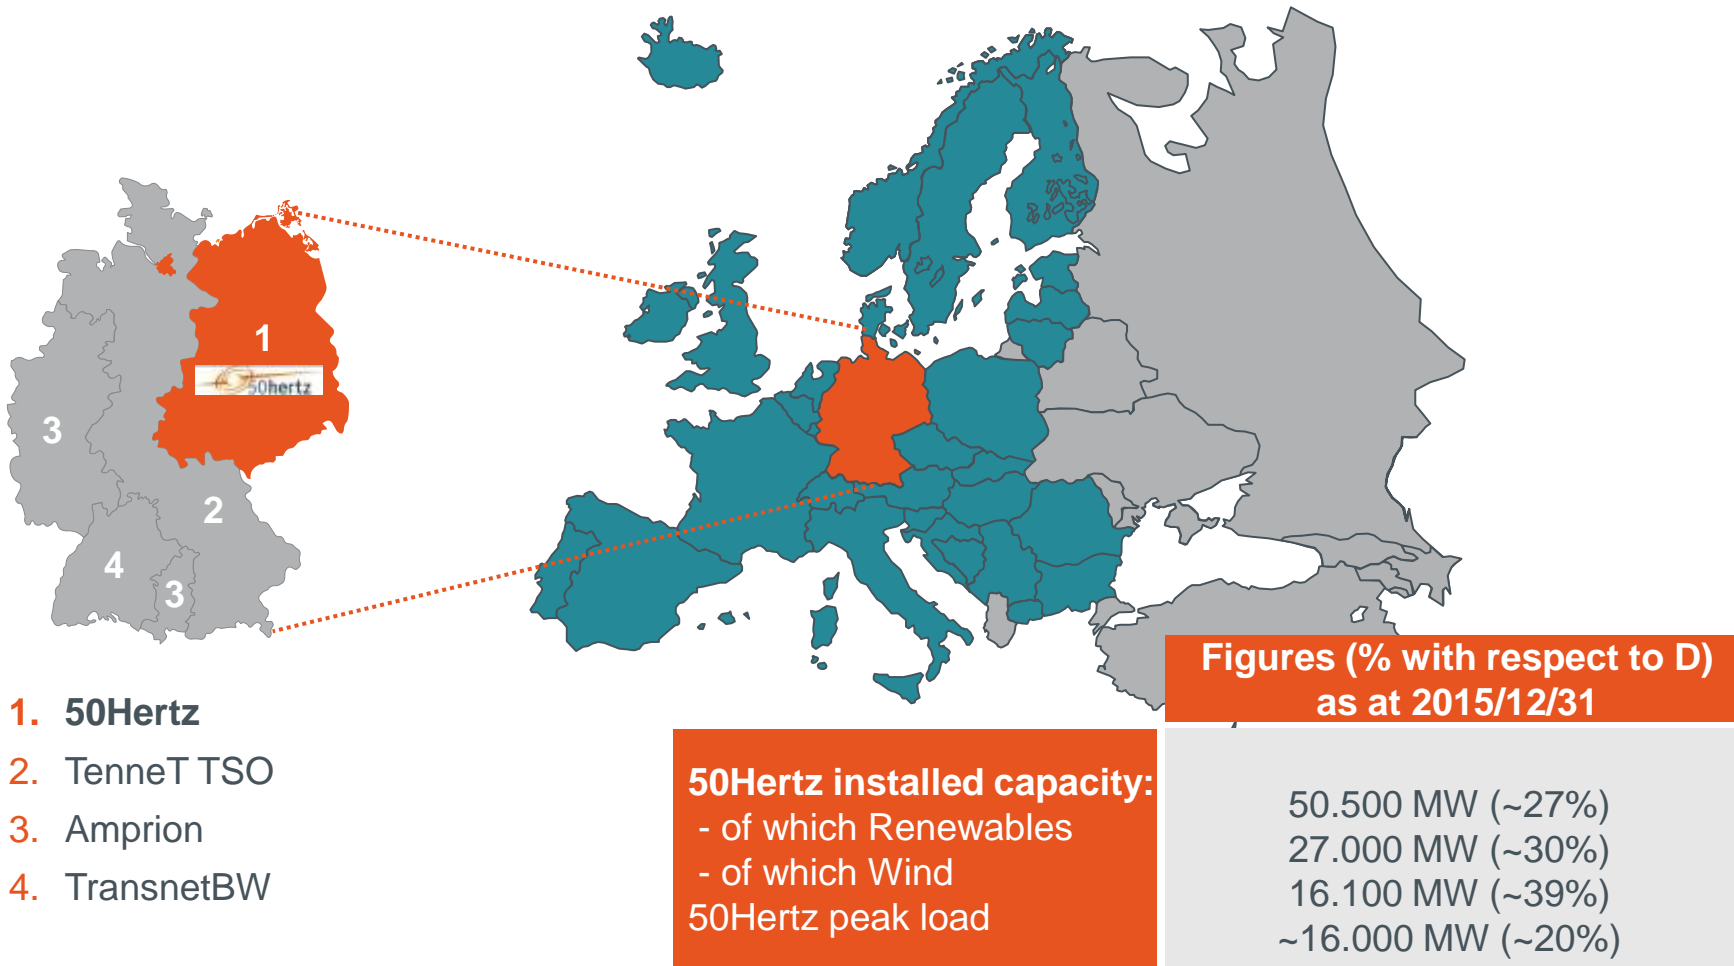 1
50hertz
3
2
4
3
1. 50Hertz
2. TenneT TSO
3. Amprion
4. TransnetBW
Figures (% with respect to D)
as at 2015/12/31
50Hertz installed capacity:
- of which Renewables
- of which Wind
50Hertz peak load
50.500 MW (~27%)
27.000 MW (~30%)
16.100 MW (~39%)
~16.000 MW (~20%)